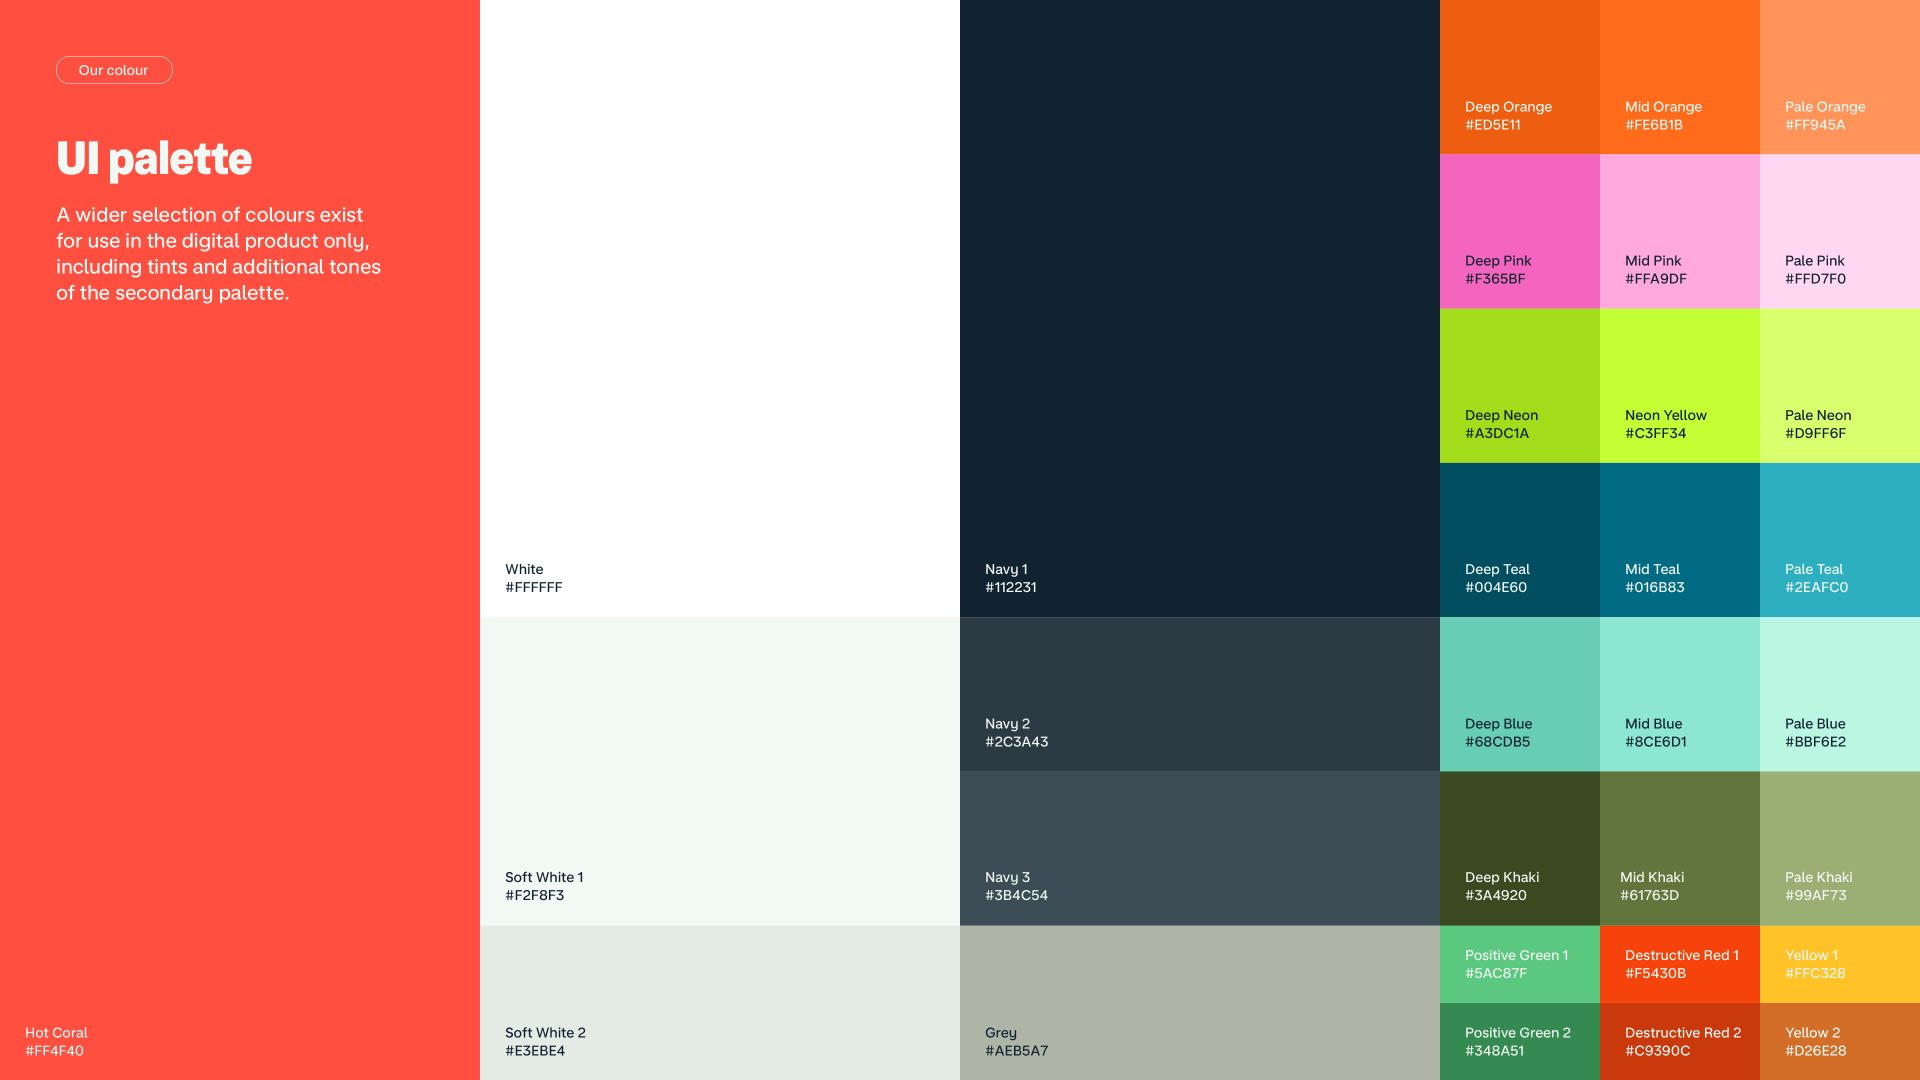 Our colour
UI palette
A wider selection of colours exist
for use in the digital product only,
including tints and additional tones
of the secondary palette.
Hot Coral
#FF4F40
White
#FFFFFF
Soft White 1
#F2F8F3
Soft White 2
#E3EBE4
Navy 1
#112231
Navy 2
#2C3A43
Navy 3
#3B4C54
Grey
#AEB5A7
Deep Orange
#ED5E11
Mid Orange
#FE6B1B
Pale Orange
#FF945A
Deep Pink
#F365BF
Mid Pink
#FFA9DF
Pale Pink
#FFD7F0
Deep Neon
#A3DC1A
Neon Yellow
#C3FF34
Pale Neon
#D9FF6F
Deep Teal
#004E60
Mid Teal
#016B83
Pale Teal
#2EAFC0
Deep Blue
#68CDB5
Mid Blue
#8CE6D1
Pale Blue
#BBF6E2
Deep Khaki
#3A4920
Mid Khaki
#61763D
Pale Khaki
#99AF73
Positive Green 1
#5AC87F
Destructive Red 1
#F5430B
Yellow 1
#FFC328
Positive Green 2
#348A51
Destructive Red 2
#C9390C
Yellow 2
#D26E28